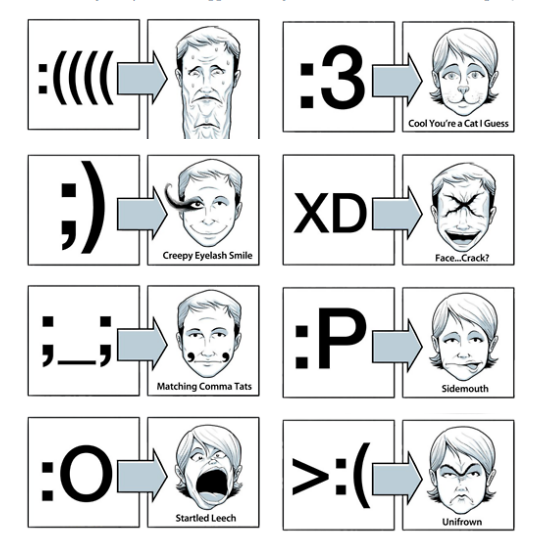 :((((
:3
Cool You're a Cat I Guess
;)
Creepy Eyelash Smile
XD
Face...Crack?
;_;
Matching Comma Tats
:P
Sidemouth
:O
Startled Leech
>:(
Unifrown